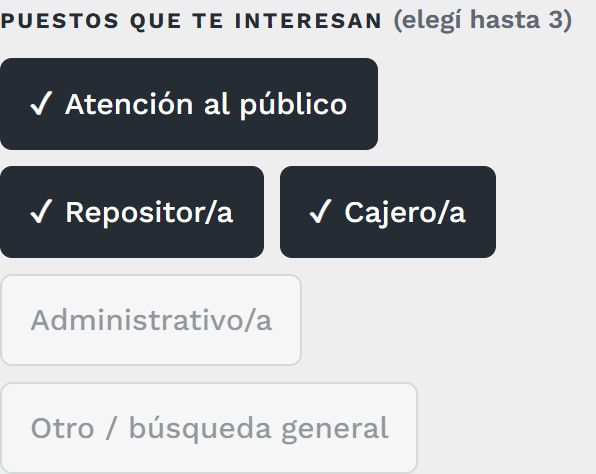 PUESTOS QUE TE INTERESAN (elegí hasta 3)
✓ Atención al público
✓ Repositor/a ✓ Cajero/a
Administrativo/a
Otro / búsqueda general